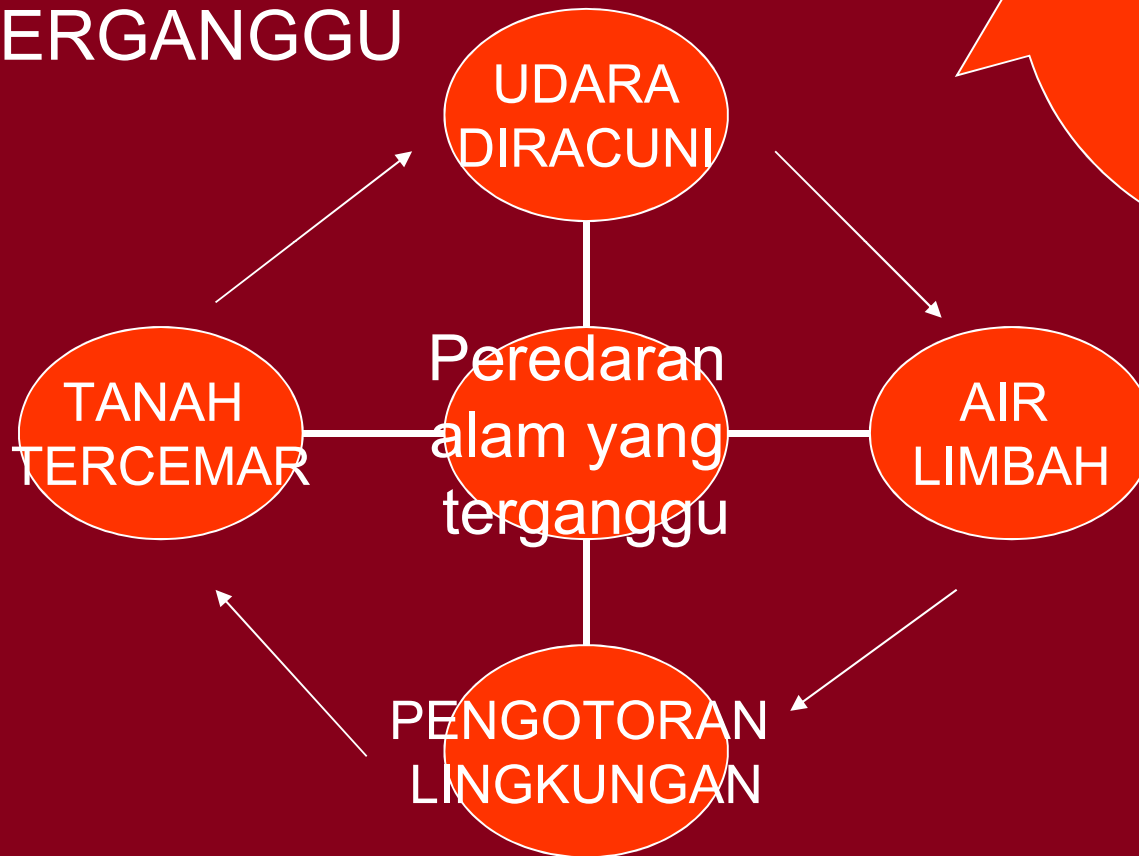 ERGANGGU
UDARA
DIRACUNI
TANAH
TERCEMAR
Peredaran
alam yang
terganggu
AIR
LIMBAH
PENGOTORAN
LINGKUNGAN